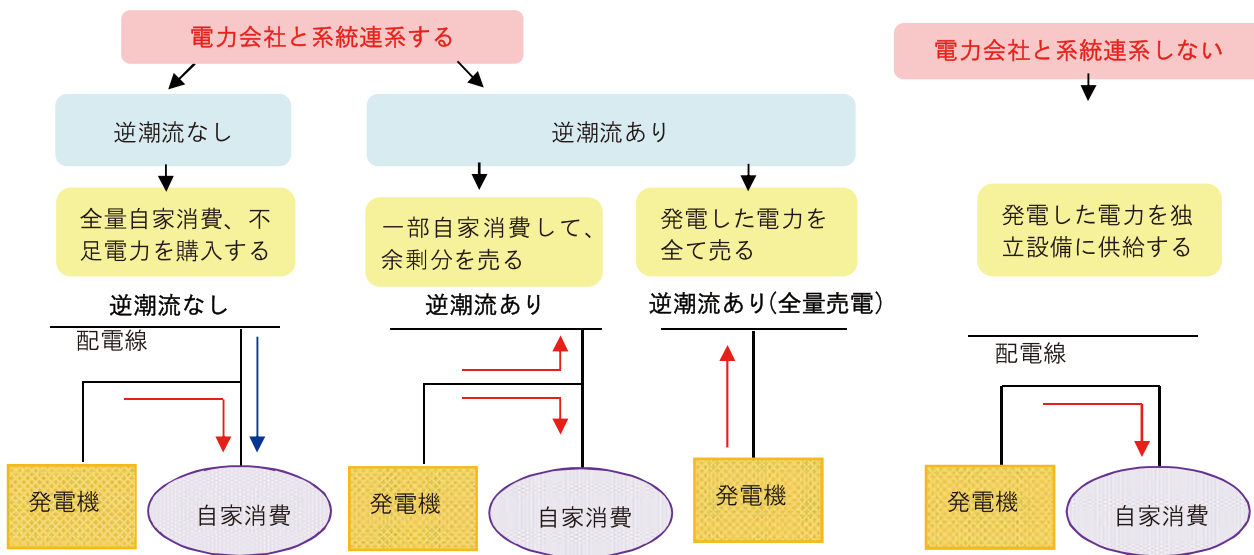 電力会社と系統連系する
電力会社と系統連系しない
逆潮流なし
逆潮流あり
全量自家消費、不
足電力を購入する
一部自家消費して、
余剰分を売る
発電した電力を
全て売る
発電した電力を独
立設備に供給する
逆潮流なし
逆潮流あり
逆潮流あり(全量売電)
配電線
配電線
発電機
自家消費
発電機
自家消費
発電機
発電機
自家消費